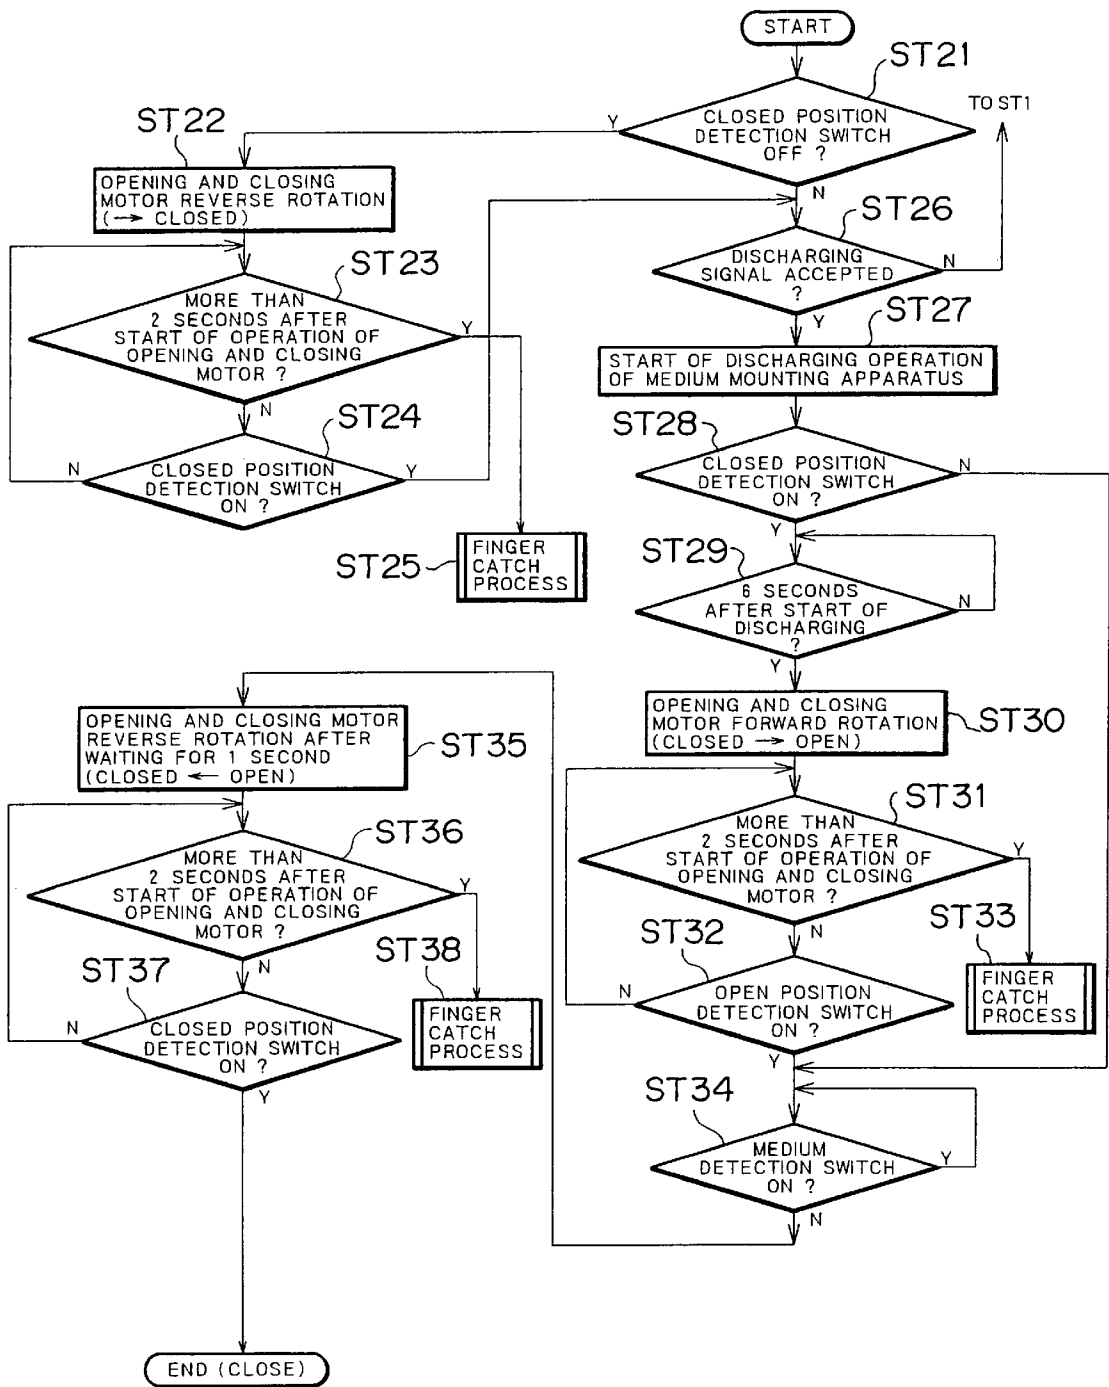 START
ST21
CLOSED POSITION
DETECTION SWITCH
OFF ?
Y
N
TO ST1
ST22
OPENING AND CLOSING
MOTOR REVERSE ROTATION
(→ CLOSED)
ST23
MORE THAN
2 SECONDS AFTER
START OF OPERATION OF
OPENING AND CLOSING
MOTOR ?
Y
N
ST24
CLOSED POSITION
DETECTION SWITCH
ON ?
N
Y
ST25
FINGER
CATCH
PROCESS
ST26
DISCHARGING
SIGNAL ACCEPTED
?
N
Y
ST27
START OF DISCHARGING OPERATION
OF MEDIUM MOUNTING APPARATUS
ST28
CLOSED POSITION
DETECTION SWITCH
ON ?
N
Y
ST29
6 SECONDS
AFTER START OF
DISCHARGING
?
N
Y
ST30
OPENING AND CLOSING
MOTOR FORWARD ROTATION
(CLOSED → OPEN)
ST31
MORE THAN
2 SECONDS AFTER
START OF OPERATION OF
OPENING AND CLOSING
MOTOR ?
Y
N
ST32
OPEN POSITION
DETECTION SWITCH
ON ?
N
Y
ST33
FINGER
CATCH
PROCESS
ST34
MEDIUM
DETECTION SWITCH
ON ?
Y
N
ST35
OPENING AND CLOSING MOTOR
REVERSE ROTATION AFTER
WAITING FOR 1 SECOND
(CLOSED ← OPEN)
ST36
MORE THAN
2 SECONDS AFTER
START OF OPERATION OF
OPENING AND CLOSING
MOTOR ?
Y
N
ST37
CLOSED POSITION
DETECTION SWITCH
ON ?
N
Y
ST38
FINGER
CATCH
PROCESS
END (CLOSE)